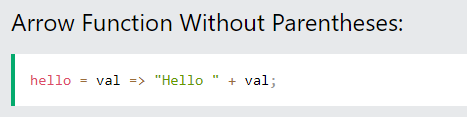 Arrow Function Without Parentheses:
hello = val => "Hello " + val;